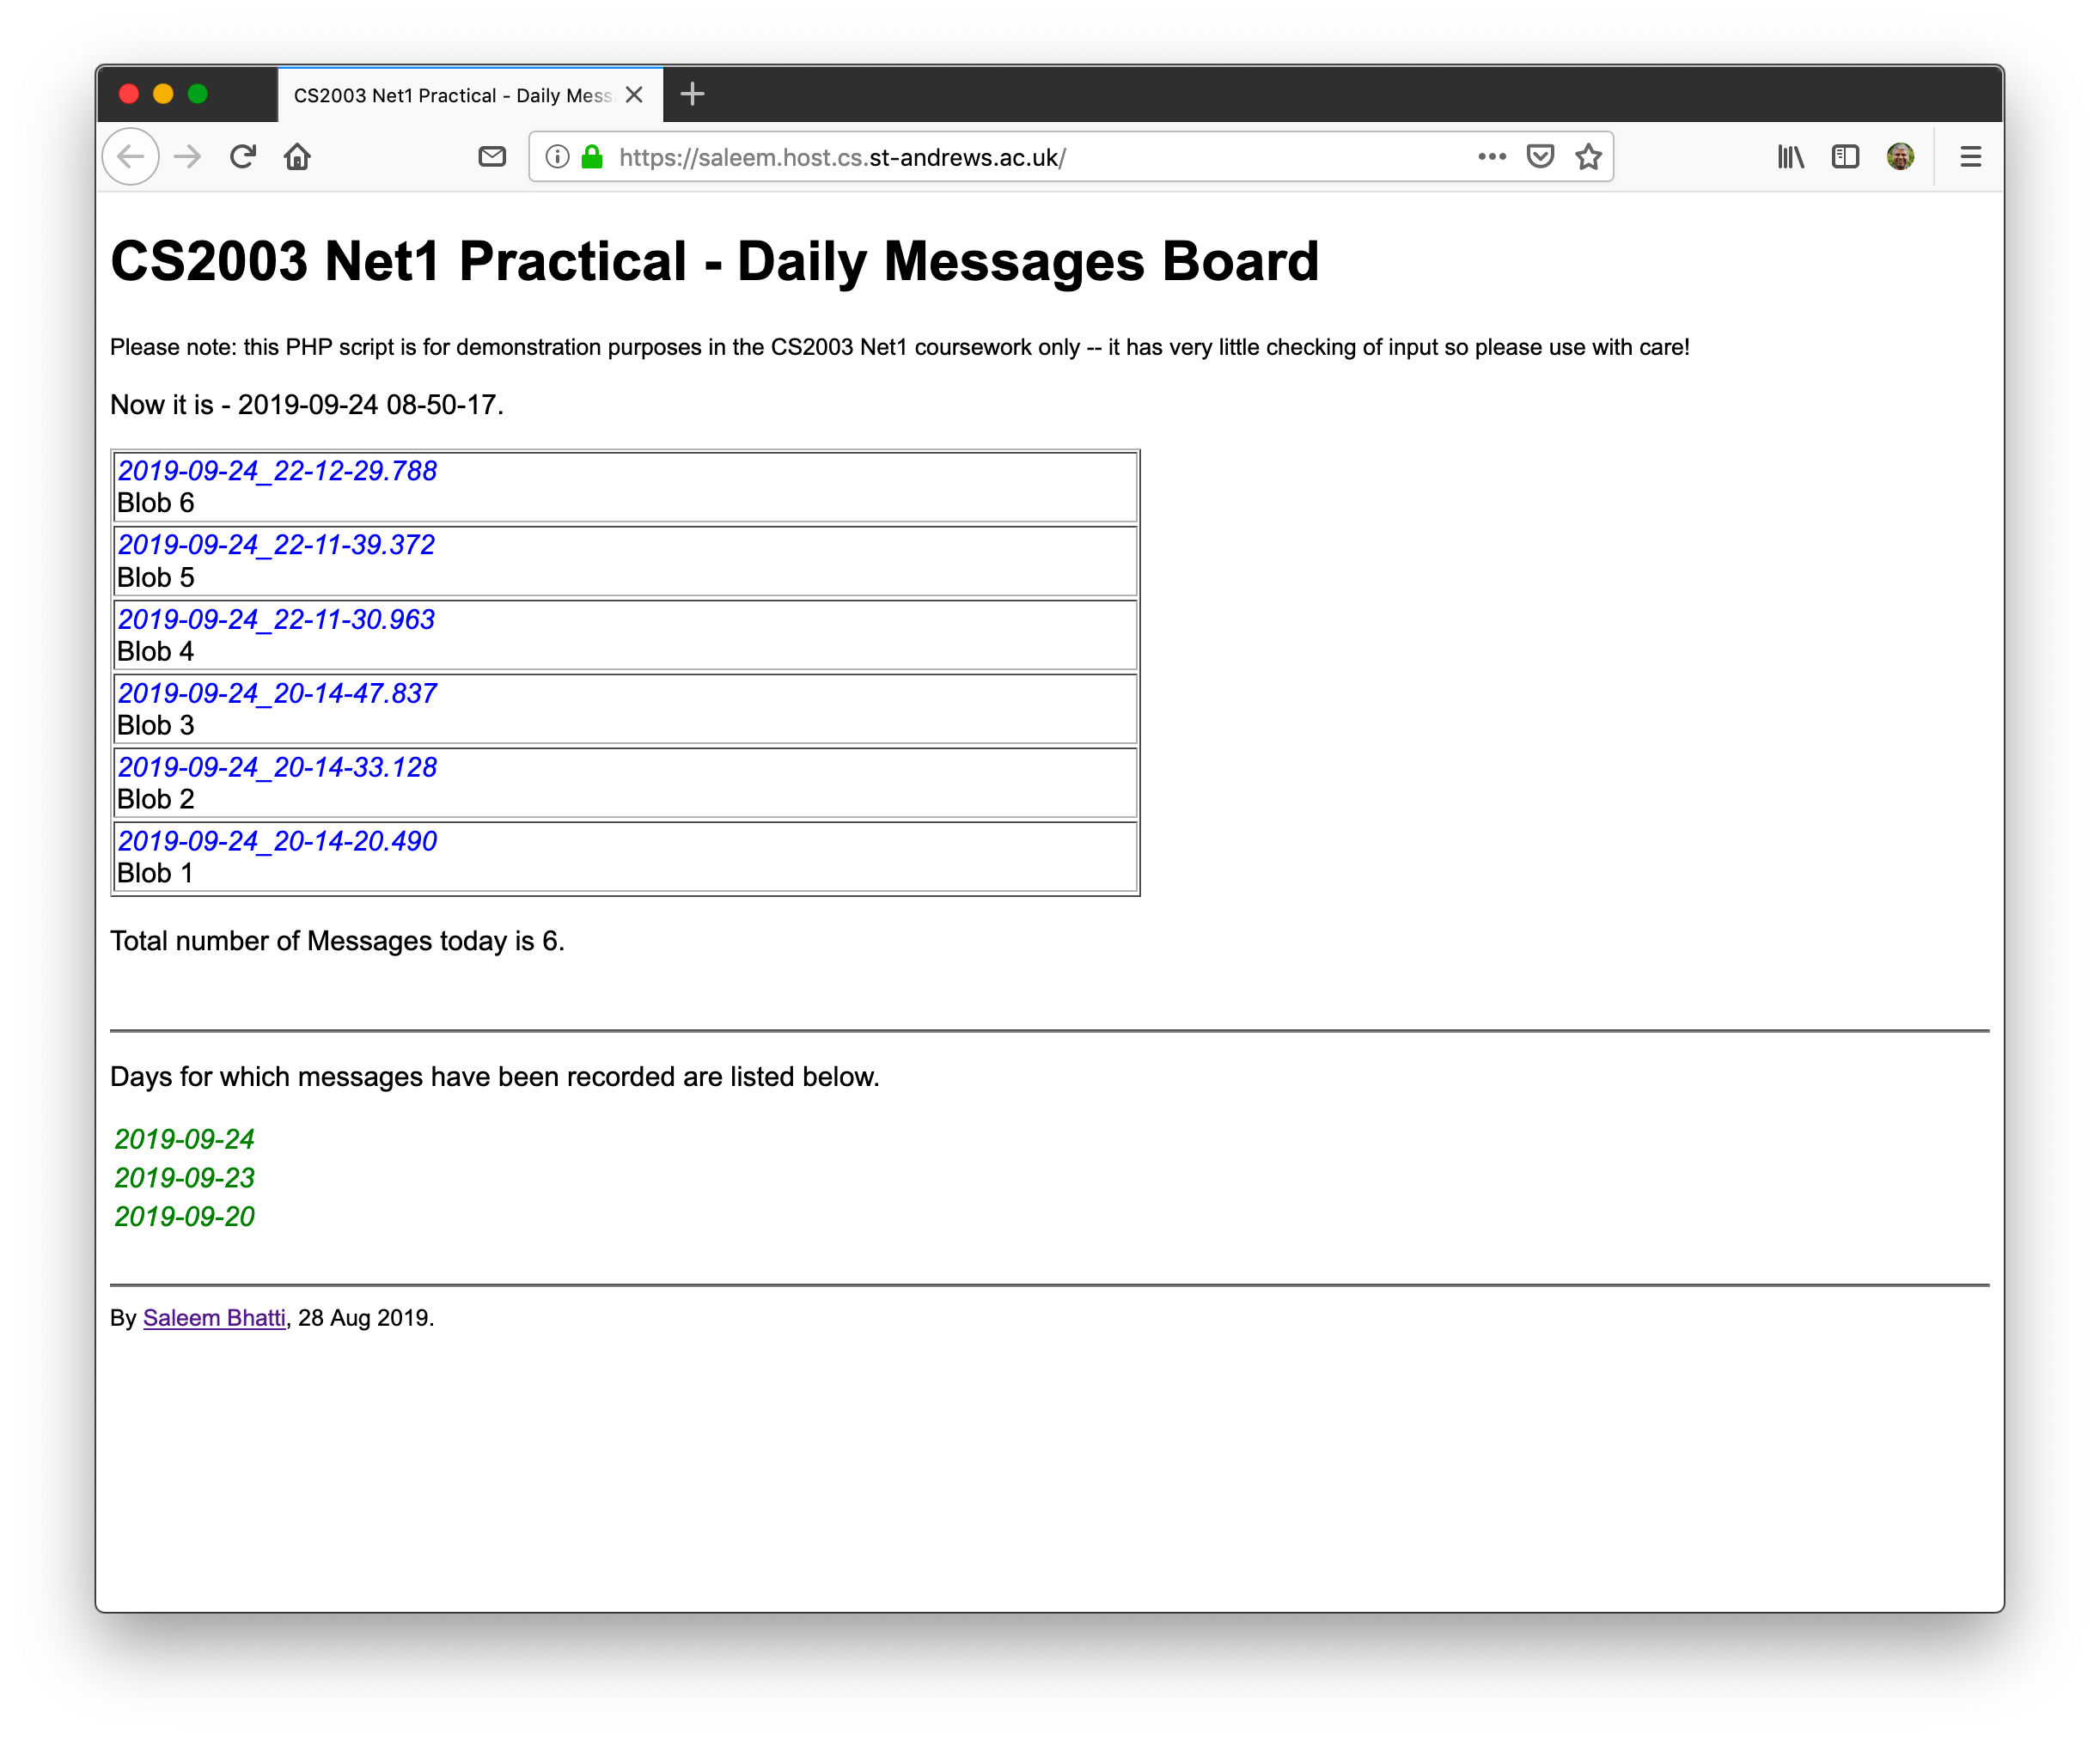 CS2003 Net1 Practical - Daily Mess
https://saleem.host.cs.st-andrews.ac.uk/
CS2003 Net1 Practical - Daily Messages Board
Please note: this PHP script is for demonstration purposes in the CS2003 Net1 coursework only -- it has very little checking of input so please use with care!
Now it is - 2019-09-24 08-50-17.
2019-09-24_22-12-29.788
Blob 6
2019-09-24_22-11-39.372
Blob 5
2019-09-24_22-11-30.963
Blob 4
2019-09-24_20-14-47.837
Blob 3
2019-09-24_20-14-33.128
Blob 2
2019-09-24_20-14-20.490
Blob 1
Total number of Messages today is 6.
Days for which messages have been recorded are listed below.
2019-09-24
2019-09-23
2019-09-20
By Saleem Bhatti, 28 Aug 2019.